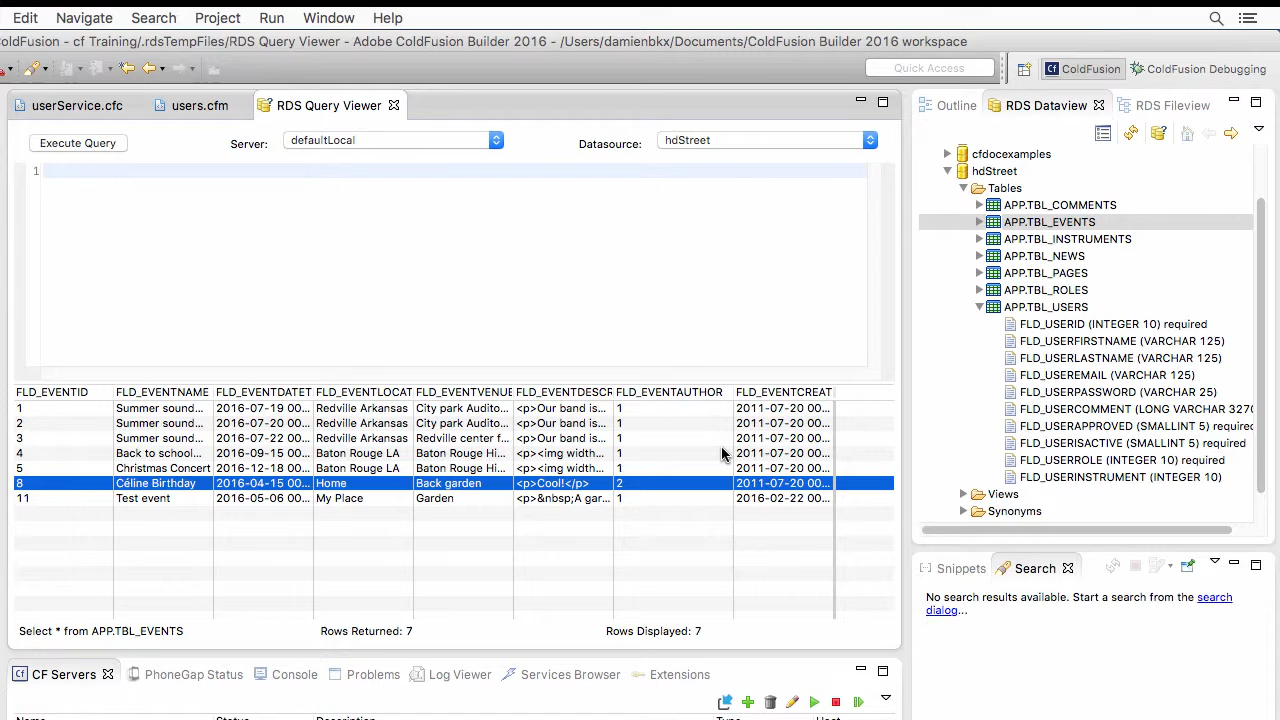 Edit Navigate Search Project Run Window Help
ColdFusion - cf Training/.rdsTempFiles/RDS Query Viewer - Adobe ColdFusion Builder 2016 - /Users/damienbkx/Documents/ColdFusion Builder 2016 workspace
Quick Access
ColdFusion
ColdFusion Debugging
userService.cfc
users.cfm
RDS Query Viewer
Execute Query
Server:
defaultLocal
Datasource:
hdStreet
1
FLD_EVENTID FLD_EVENTNAME FLD_EVENTDATET FLD_EVENTLOCAT FLD_EVENTVENUE FLD_EVENTDESCR FLD_EVENTAUTHOR FLD_EVENTCREAT
1 Summer sound... 2016-07-19 00... Redville Arkansas City park Audito... <p>Our band is... 1 2011-07-20 00...
2 Summer sound... 2016-07-20 00... Redville Arkansas City park Audito... <p>Our band is... 1 2011-07-20 00...
3 Summer sound... 2016-07-22 00... Redville Arkansas Redville center f... <p>Our band is... 1 2011-07-20 00...
4 Back to school... 2016-09-15 00... Baton Rouge LA Baton Rouge Hi... <p><img width... 1 2011-07-20 00...
5 Christmas Concert 2016-12-18 00... Baton Rouge LA Baton Rouge Hi... <p><img width... 1 2011-07-20 00...
8 Céline Birthday 2016-04-15 00... Home Back garden <p>Cool!</p> 2 2011-07-20 00...
11 Test event 2016-05-06 00... My Place Garden <p>&nbsp;A gar... 1 2016-02-22 00...
Select * from APP.TBL_EVENTS Rows Returned: 7 Rows Displayed: 7
Outline
RDS Dataview
RDS Fileview
cfdocexamples
hdStreet
Tables
APP.TBL_COMMENTS
APP.TBL_EVENTS
APP.TBL_INSTRUMENTS
APP.TBL_NEWS
APP.TBL_PAGES
APP.TBL_ROLES
APP.TBL_USERS
FLD_USERID (INTEGER 10) required
FLD_USERFIRSTNAME (VARCHAR 125)
FLD_USERLASTNAME (VARCHAR 125)
FLD_USEREMAIL (VARCHAR 125)
FLD_USERPASSWORD (VARCHAR 25)
FLD_USERCOMMENT (LONG VARCHAR 3270
FLD_USERAPPROVED (SMALLINT 5) required
FLD_USERISACTIVE (SMALLINT 5) required
FLD_USERROLE (INTEGER 10) required
FLD_USERINSTRUMENT (INTEGER 10)
Views
Synonyms
Snippets
Search
No search results available. Start a search from the search
dialog...
CF Servers
PhoneGap Status
Console
Problems
Log Viewer
Services Browser
Extensions
Name Status Description Type Host